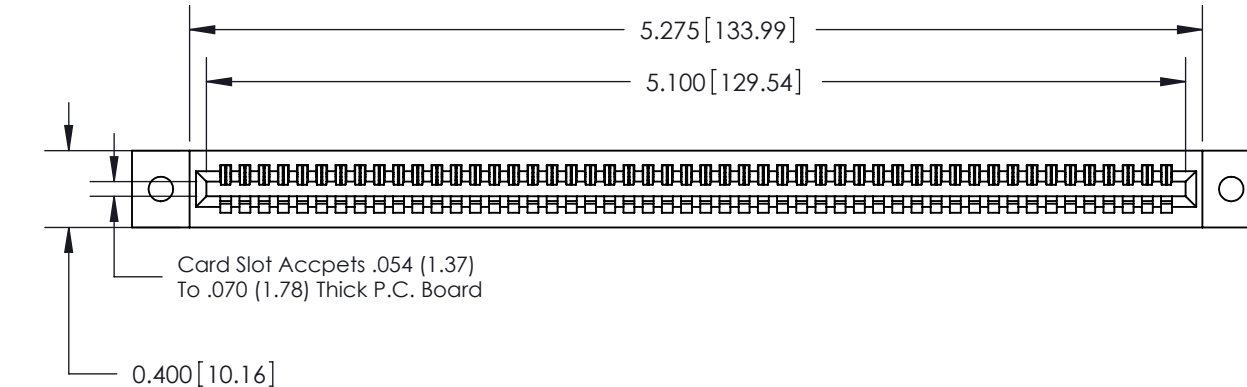 5.275[133.99]
5.100[129.54]
Card Slot Accpets .054 (1.37)
To .070 (1.78) Thick P.C. Board
0.400[10.16]